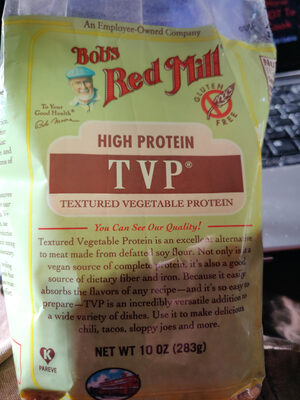 An Employee-Owned Company
Bob's
Red Mill
To Your
Good Health®
Bob Moore
GLUTEN
FREE
HIGH PROTEIN
TVP®
TEXTURED VEGETABLE PROTEIN
You Can See Our Quality!
Textured Vegetable Protein is an excellent alternative
to meat made from defatted soy flour. Not only is it a
vegan source of complete protein, it's also a good
source of dietary fiber and iron. Because it easily
absorbs the flavors of any recipe—and it's so easy to
prepare—TVP is an incredibly versatile addition to
a wide variety of dishes. Use it to make delicious
chili, tacos, sloppy joes and more.
K
PAREVE
NET WT 10 OZ (283g)